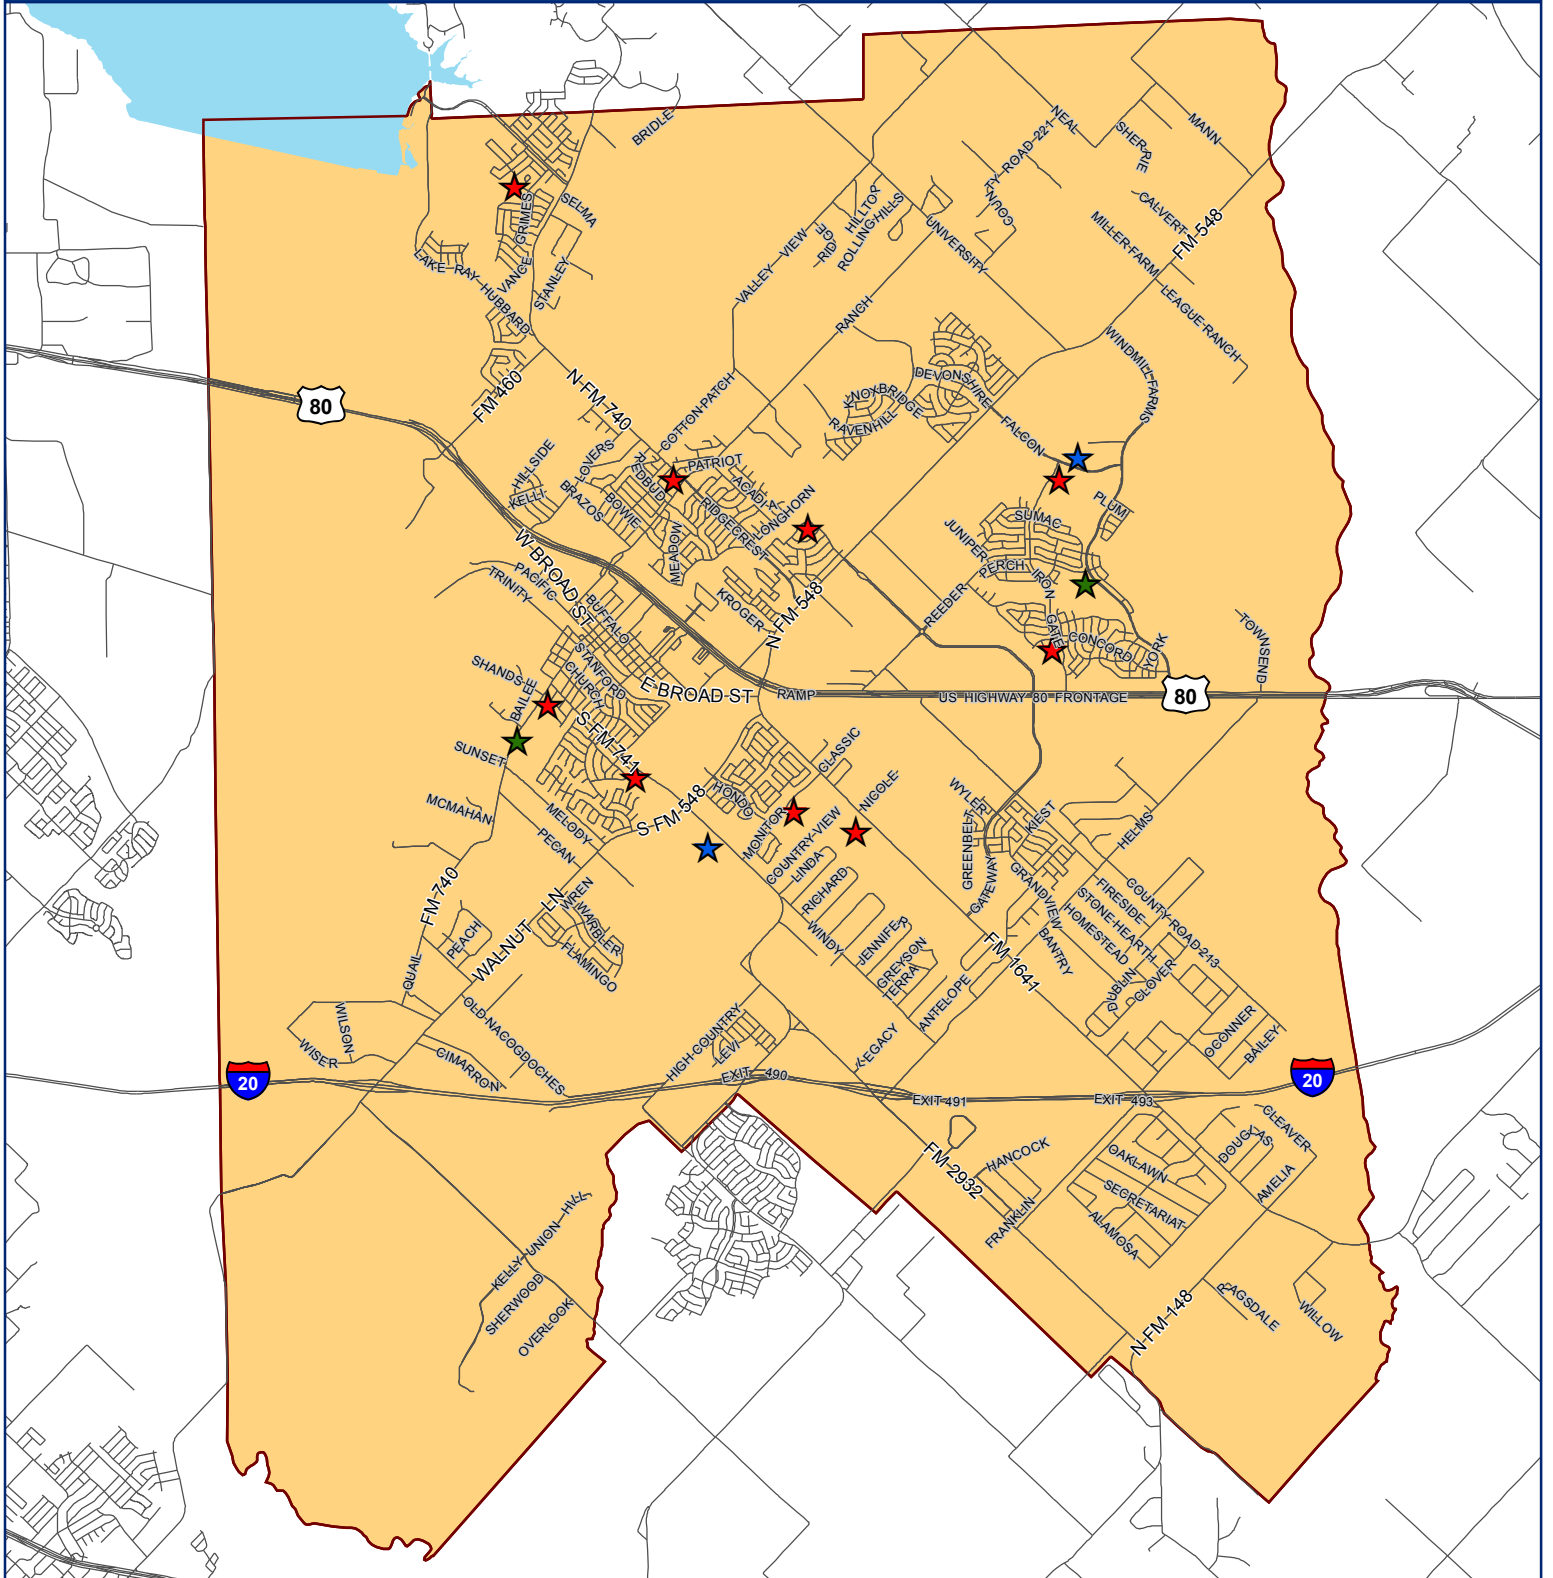 BRIDLE
NEAL
MANN
SHERRIE
COUNTY ROAD 221
SELMA
GRIMES
VANCE
STANLEY
LAKE RAY HUBBARD
VALLEY VIEW
RIDGE
HILLTOP
ROLLING HILLS
UNIVERSITY
CALVERT
MILLER FARM
FM-548
LEAGUE RANCH
RANCH
WINDMILL FARMS
80
FM-460
N-FM-740
COTTON PATCH
DEVONSHIRE
KNOXBRIDGE
RAVENHILL
FALCON
HILLSIDE
LOVERS
REDBUD
PATRIOT
KELLI
BRAZOS
BOWIE
ACADIA
LONGHORN
RIDGECREST
MEADOW
PLUM
SUMAC
JUNIPER
PERCH
IRON GATE
W-BROAD ST
PACIFIC
TRINITY
BUFFALO
KROGER
N FM-548
REEDER
CONCORD
YORK
TOWNSEND
STANFORD
CHURCH
SHANDS
BAILEE
E-BROAD ST
RAMP
US HIGHWAY 80 FRONTAGE
80
S-FM-741
SUNSET
CLASSIC
HONDO
S-FM-548
NICOLE
MCMAHAN
MELODY
PECAN
MONITOR
COUNTRY VIEW
LINDA
RICHARD
WYLER
GREENBELT
KIEST
HELMS
GATEWAY
GRANDVIEW
FM-740
WALNUT LN
WREN
WARBLER
FLAMINGO
PEACH
QUAIL
WINDY
JENNIFER
GREYSON
TERRA
ANTELOPE
FM 1641
BANTRY
FIRESIDE
STONE HEARTH
HOMESTEAD
COUNTY ROAD 213
DUBLIN
CLOVER
OGONNER
BAILEY
WILSON
WISER
OLD NACOGDOCHES
CIMARRON
HIGH COUNTRY
LEVI
LEGACY
20
EXIT 490
EXIT 491
EXIT 493
20
FM-2932
HANCOCK
FRANKLIN
OAKLAWN
SECRETARIAT
ALAMOSA
DOUGLAS
CLEAVER
AMELIA
KELLY
UNION HILL
SHERWOOD
OVERLOOK
N-FM-148
RAGSDALE
WILLOW